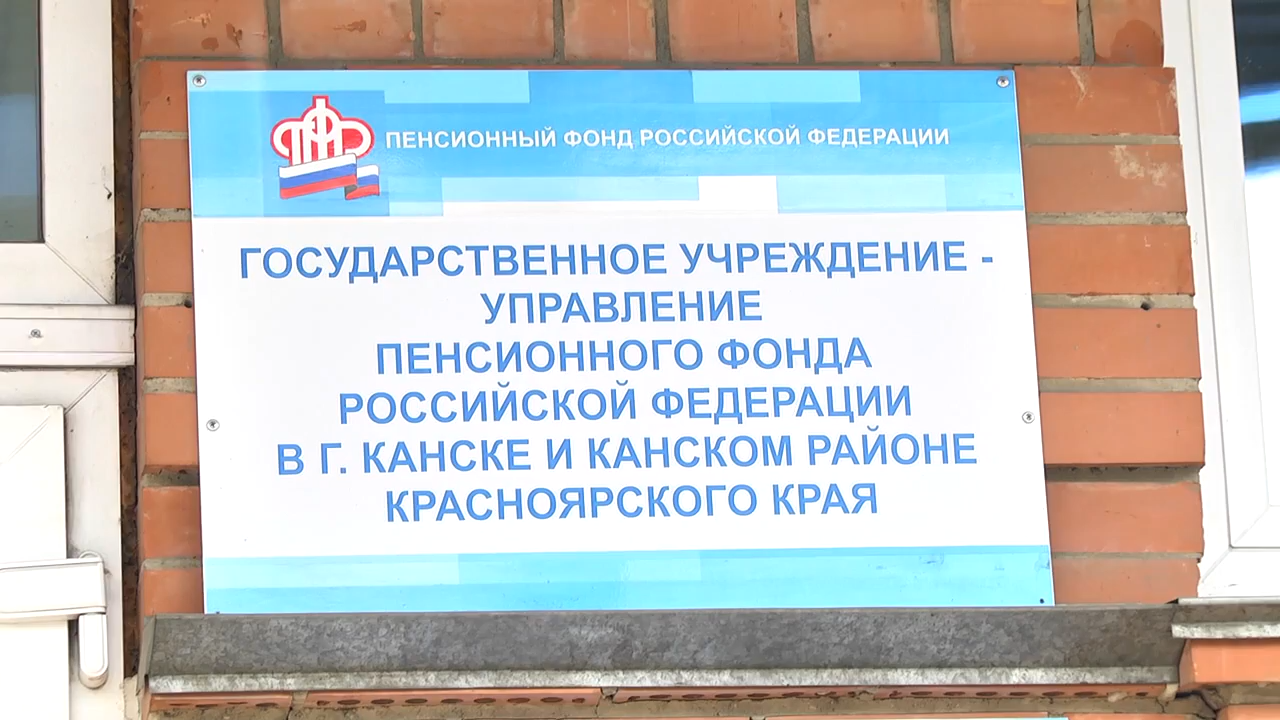 ПЕНСИОННЫЙ ФОНД РОССИЙСКОЙ ФЕДЕРАЦИИ
ГОСУДАРСТВЕННОЕ УЧРЕЖДЕНИЕ -
УПРАВЛЕНИЕ
ПЕНСИОННОГО ФОНДА
РОССИЙСКОЙ ФЕДЕРАЦИИ
В Г. КАНСКЕ И КАНСКОМ РАЙОНЕ
КРАСНОЯРСКОГО КРАЯ